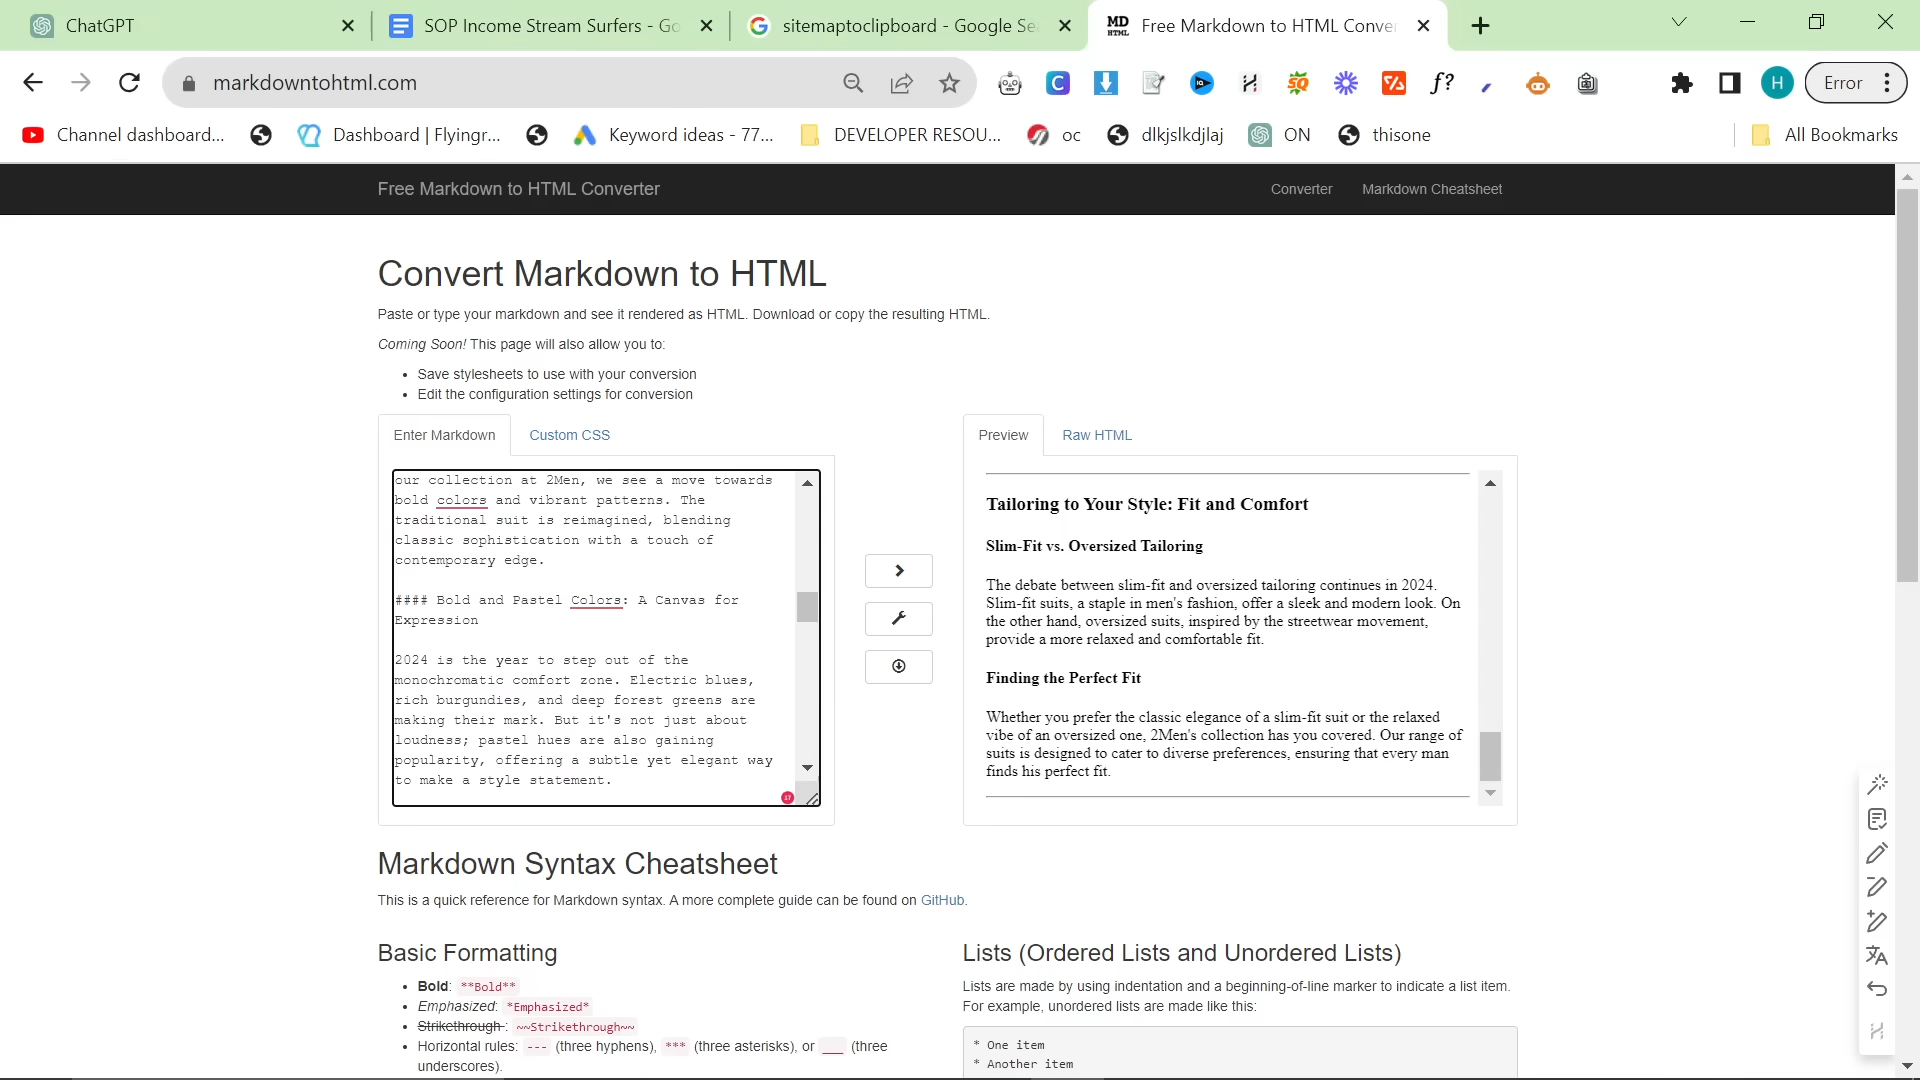 ChatGPT
SOP Income Stream Surfers - Go
sitemaptoclipboard - Google Se
Free Markdown to HTML Conver
markdowntohtml.com
Error
Channel dashboard...
Dashboard | Flyingr...
Keyword ideas - 77...
DEVELOPER RESOU...
oc
dlkjslkdjlaj
ON
thisone
All Bookmarks
Free Markdown to HTML Converter
Converter
Markdown Cheatsheet
Convert Markdown to HTML
Paste or type your markdown and see it rendered as HTML. Download or copy the resulting HTML.
Coming Soon! This page will also allow you to:
• Save stylesheets to use with your conversion
• Edit the configuration settings for conversion
Enter Markdown
Custom CSS
our collection at 2Men, we see a move towards
bold colors and vibrant patterns. The
traditional suit is reimagined, blending
classic sophistication with a touch of
contemporary edge.
#### Bold and Pastel Colors: A Canvas for
Expression
2024 is the year to step out of the
monochromatic comfort zone. Electric blues,
rich burgundies, and deep forest greens are
making their mark. But it's not just about
loudness; pastel hues are also gaining
popularity, offering a subtle yet elegant way
to make a style statement.
17
Preview
Raw HTML
Tailoring to Your Style: Fit and Comfort
Slim-Fit vs. Oversized Tailoring
The debate between slim-fit and oversized tailoring continues in 2024.
Slim-fit suits, a staple in men's fashion, offer a sleek and modern look. On
the other hand, oversized suits, inspired by the streetwear movement,
provide a more relaxed and comfortable fit.
Finding the Perfect Fit
Whether you prefer the classic elegance of a slim-fit suit or the relaxed
vibe of an oversized one, 2Men's collection has you covered. Our range of
suits is designed to cater to diverse preferences, ensuring that every man
finds his perfect fit.
Markdown Syntax Cheatsheet
This is a quick reference for Markdown syntax. A more complete guide can be found on GitHub.
Basic Formatting
• Bold: **Bold**
• Emphasized: *Emphasized*
• Strikethrough: ~~Strikethrough~~
• Horizontal rules: --- (three hyphens), *** (three asterisks), or ___ (three
underscores).
Lists (Ordered Lists and Unordered Lists)
Lists are made by using indentation and a beginning-of-line marker to indicate a list item.
For example, unordered lists are made like this:
* One item
* Another item